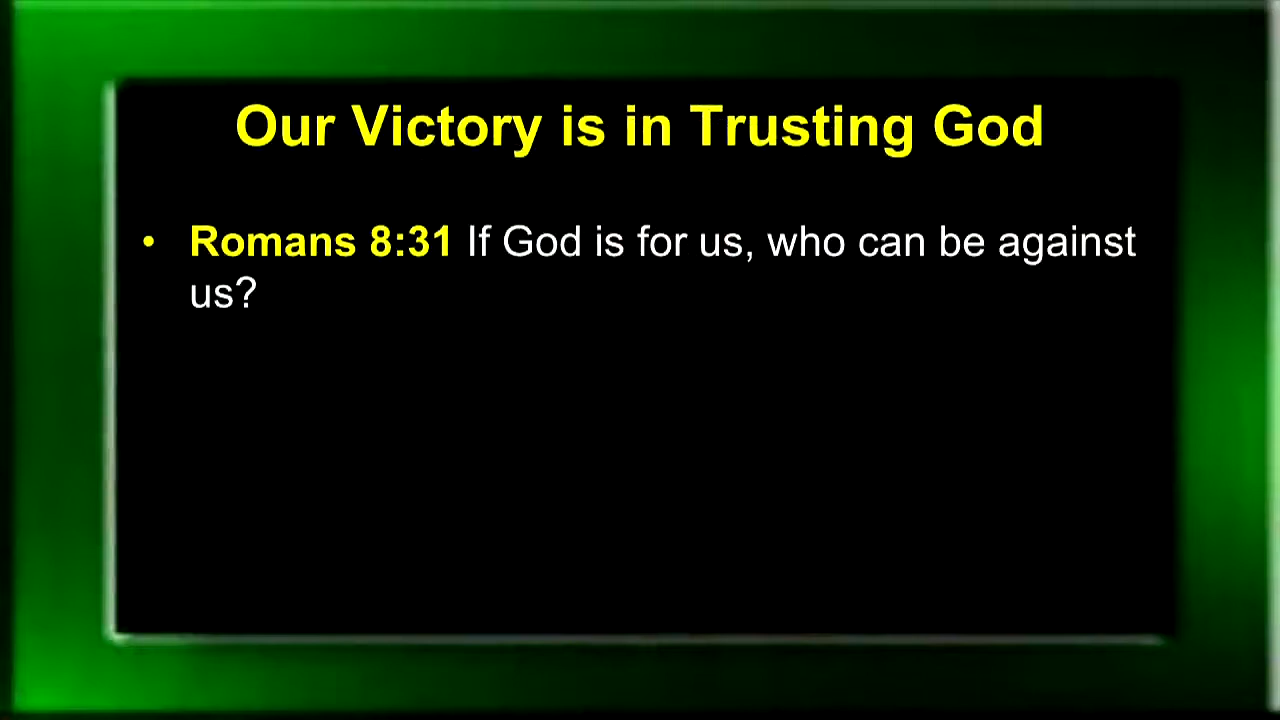 Our Victory is in Trusting God
• Romans 8:31 If God is for us, who can be against
us?